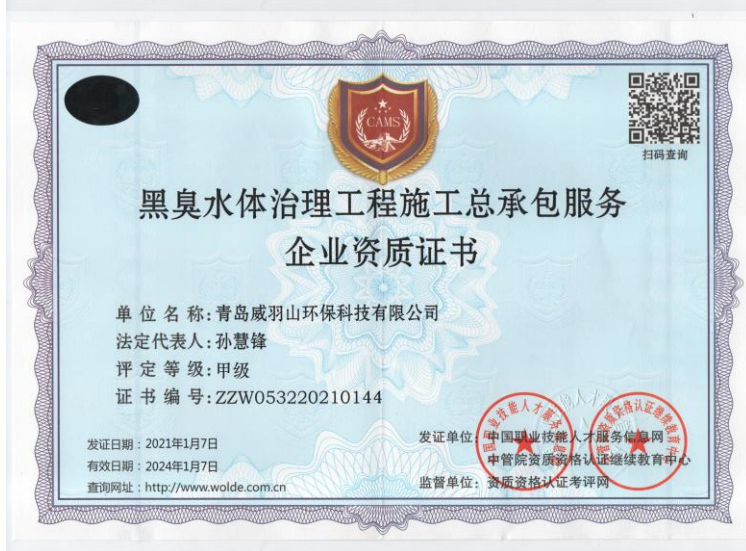 CAMS
扫码查询
黑臭水体治理工程施工总承包服务
企业资质证书
单位名称:青岛威羽山环保科技有限公司
法定代表人:孙慧锋
评定等级:甲级
证书编号:ZZW053220210144
发证日期：2021年1月7日
有效日期：2024年1月7日
查询网址：http://www.wolde.com.cn
发证单位：中国职业技能人才服务信息网
中管院资质资格认证继续教育中心
监督单位：资质资格认证考评网